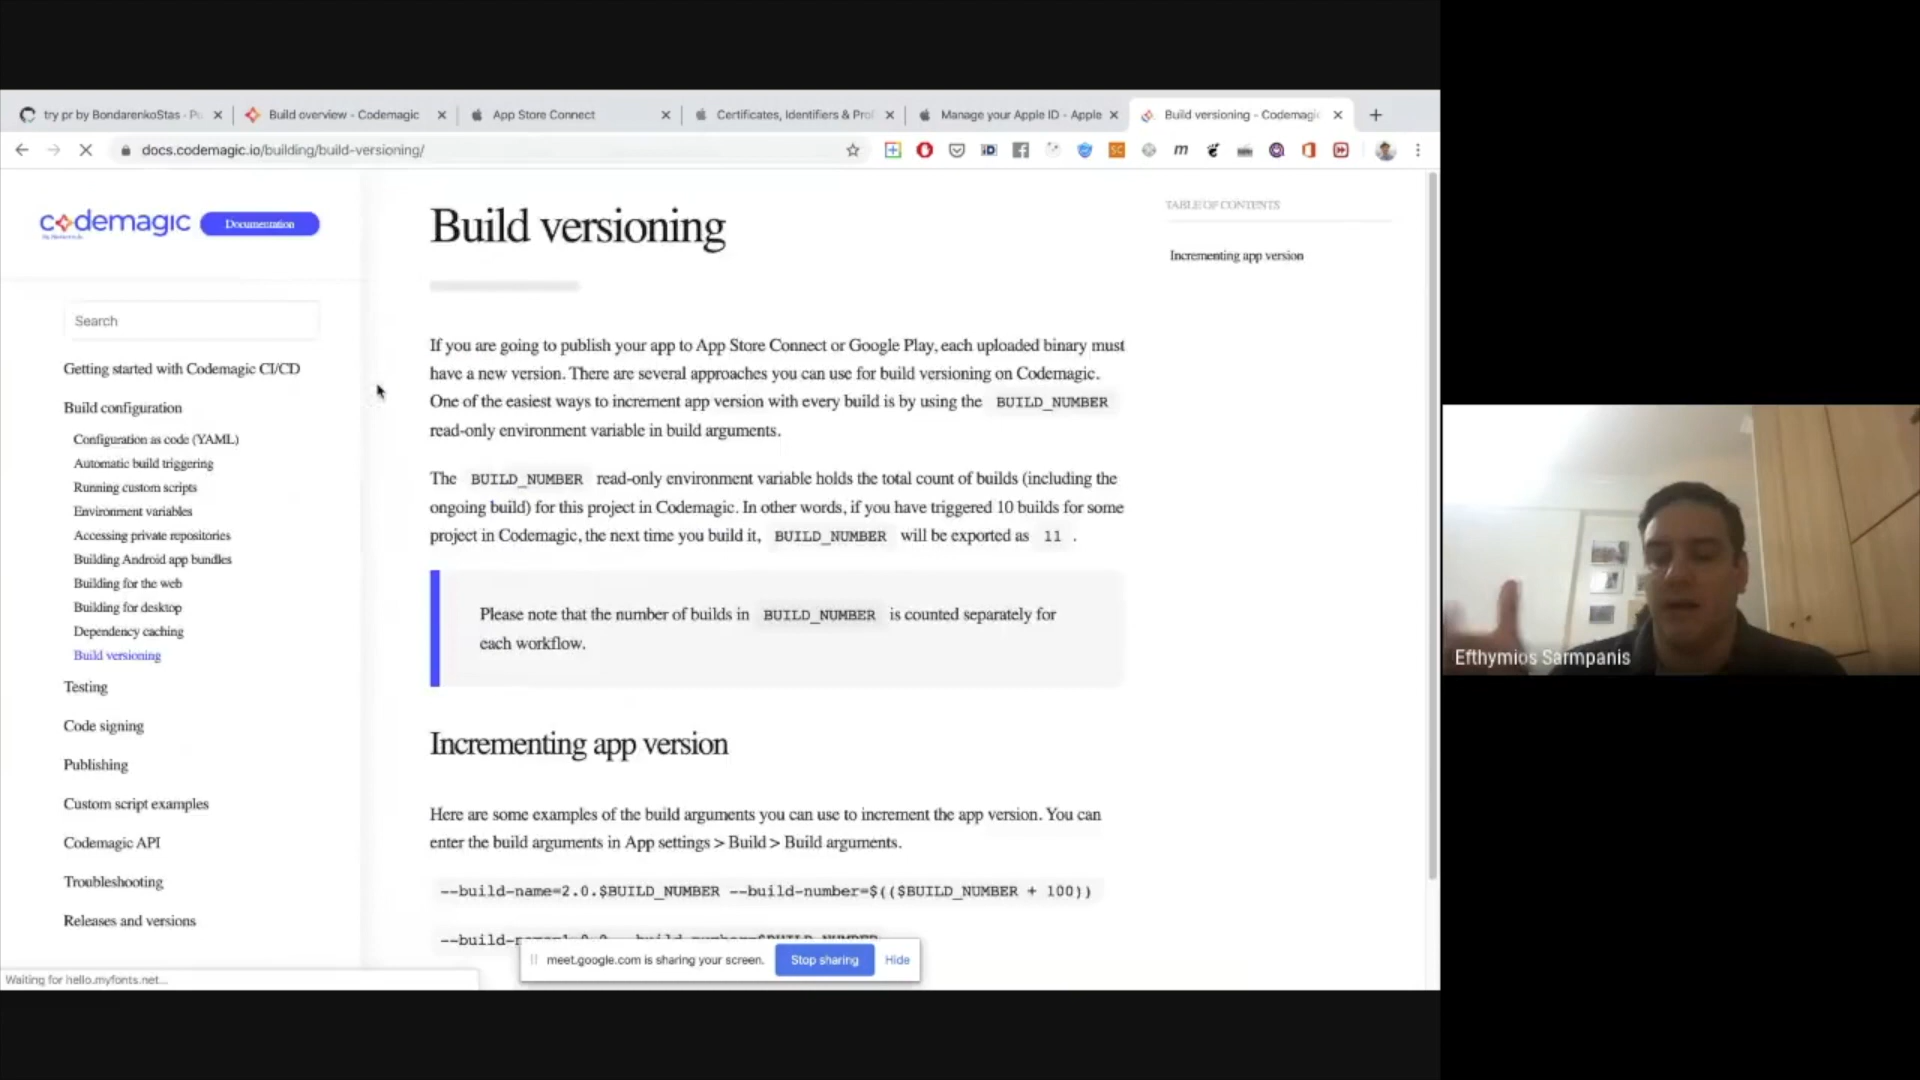 try pr by BondarenkoStas - Pu
Build overview - Codemagic
App Store Connect
Certificates, Identifiers & Prof
Manage your Apple ID - Apple
Build versioning - Codemagic
docs.codemagic.io/building/build-versioning/
codemagic
Documentation
Search
Getting started with Codemagic CI/CD
Build configuration
Configuration as code (YAML)
Automatic build triggering
Running custom scripts
Environment variables
Accessing private repositories
Building Android app bundles
Building for the web
Building for desktop
Dependency caching
Build versioning
Testing
Code signing
Publishing
Custom script examples
Codemagic API
Troubleshooting
Releases and versions
Waiting for hello.myfonts.net...
Build versioning
If you are going to publish your app to App Store Connect or Google Play, each uploaded binary must
have a new version. There are several approaches you can use for build versioning on Codemagic.
One of the easiest ways to increment app version with every build is by using the BUILD_NUMBER
read-only environment variable in build arguments.
The BUILD_NUMBER read-only environment variable holds the total count of builds (including the
ongoing build) for this project in Codemagic. In other words, if you have triggered 10 builds for some
project in Codemagic, the next time you build it, BUILD_NUMBER will be exported as 11 .
Please note that the number of builds in BUILD_NUMBER is counted separately for
each workflow.
Incrementing app version
Here are some examples of the build arguments you can use to increment the app version. You can
enter the build arguments in App settings > Build > Build arguments.
--build-name=2.0.$BUILD_NUMBER --build-number=$(($BUILD_NUMBER + 100))
--build-name=1.0.0 --build-number=$BUILD_NUMBER
meet.google.com is sharing your screen.
Stop sharing
Hide
TABLE OF CONTENTS
Incrementing app version
Efthymios Sarmpanis